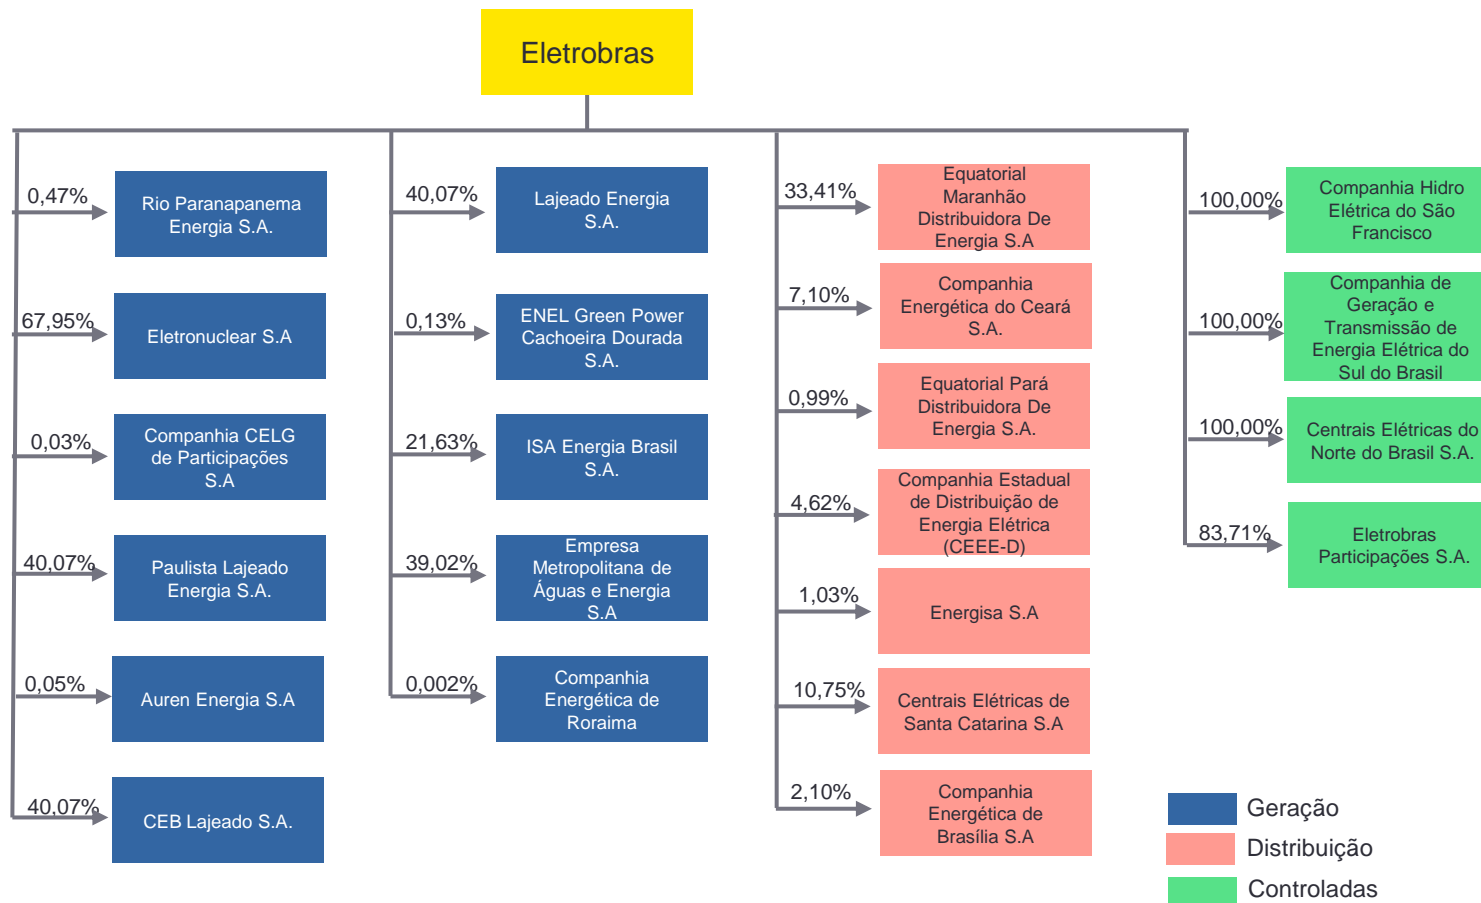 Eletrobras
0,47%
Rio Paranapanema
Energia S.A.
67,95%
Eletronuclear S.A
0,03%
Companhia CELG
de Participações
S.A
40,07%
Paulista Lajeado
Energia S.A.
0,05%
Auren Energia S.A
40,07%
CEB Lajeado S.A.
40,07%
Lajeado Energia
S.A.
0,13%
ENEL Green Power
Cachoeira Dourada
S.A.
21,63%
ISA Energia Brasil
S.A.
39,02%
Empresa
Metropolitana de
Águas e Energia
S.A
0,002%
Companhia
Energética de
Roraima
33,41%
Equatorial
Maranhão
Distribuidora De
Energia S.A
7,10%
Companhia
Energética do Ceará
S.A.
0,99%
Equatorial Pará
Distribuidora De
Energia S.A.
4,62%
Companhia Estadual
de Distribuição de
Energia Elétrica
(CEEE-D)
1,03%
Energisa S.A
10,75%
Centrais Elétricas de
Santa Catarina S.A
2,10%
Companhia
Energética de
Brasília S.A
100,00%
Companhia Hidro
Elétrica do São
Francisco
100,00%
Companhia de
Geração e
Transmissão de
Energia Elétrica do
Sul do Brasil
100,00%
Centrais Elétricas do
Norte do Brasil S.A.
83,71%
Eletrobras
Participações S.A.
Geração
Distribuição
Controladas